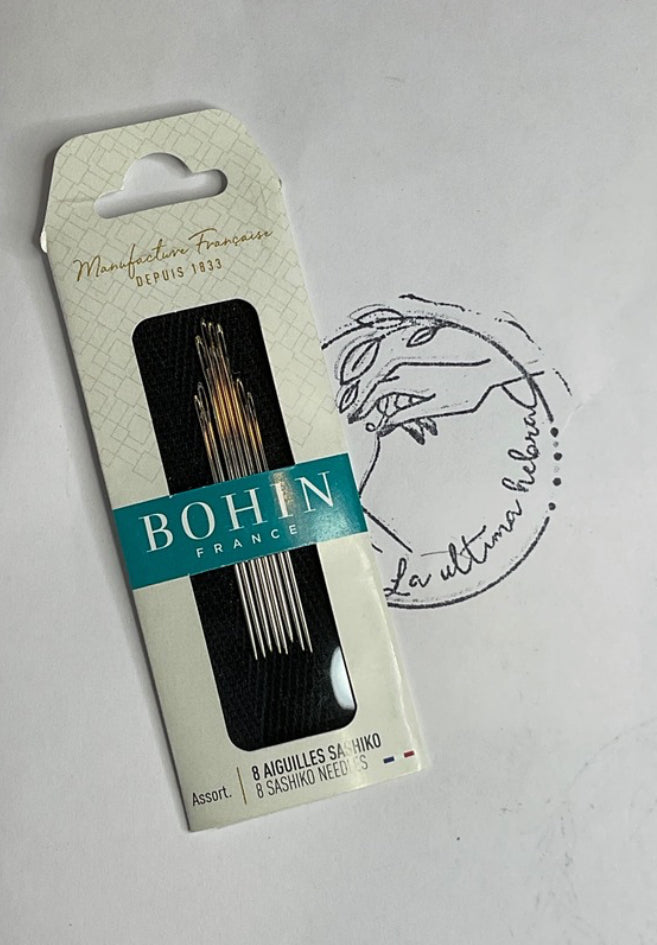 Manufacture Française
DEPUIS 1833
BOHIN
FRANCE
Assort.
8 AIGUILLES SASHIKO
8 SASHIKO NEEDLES
La ultima hebra